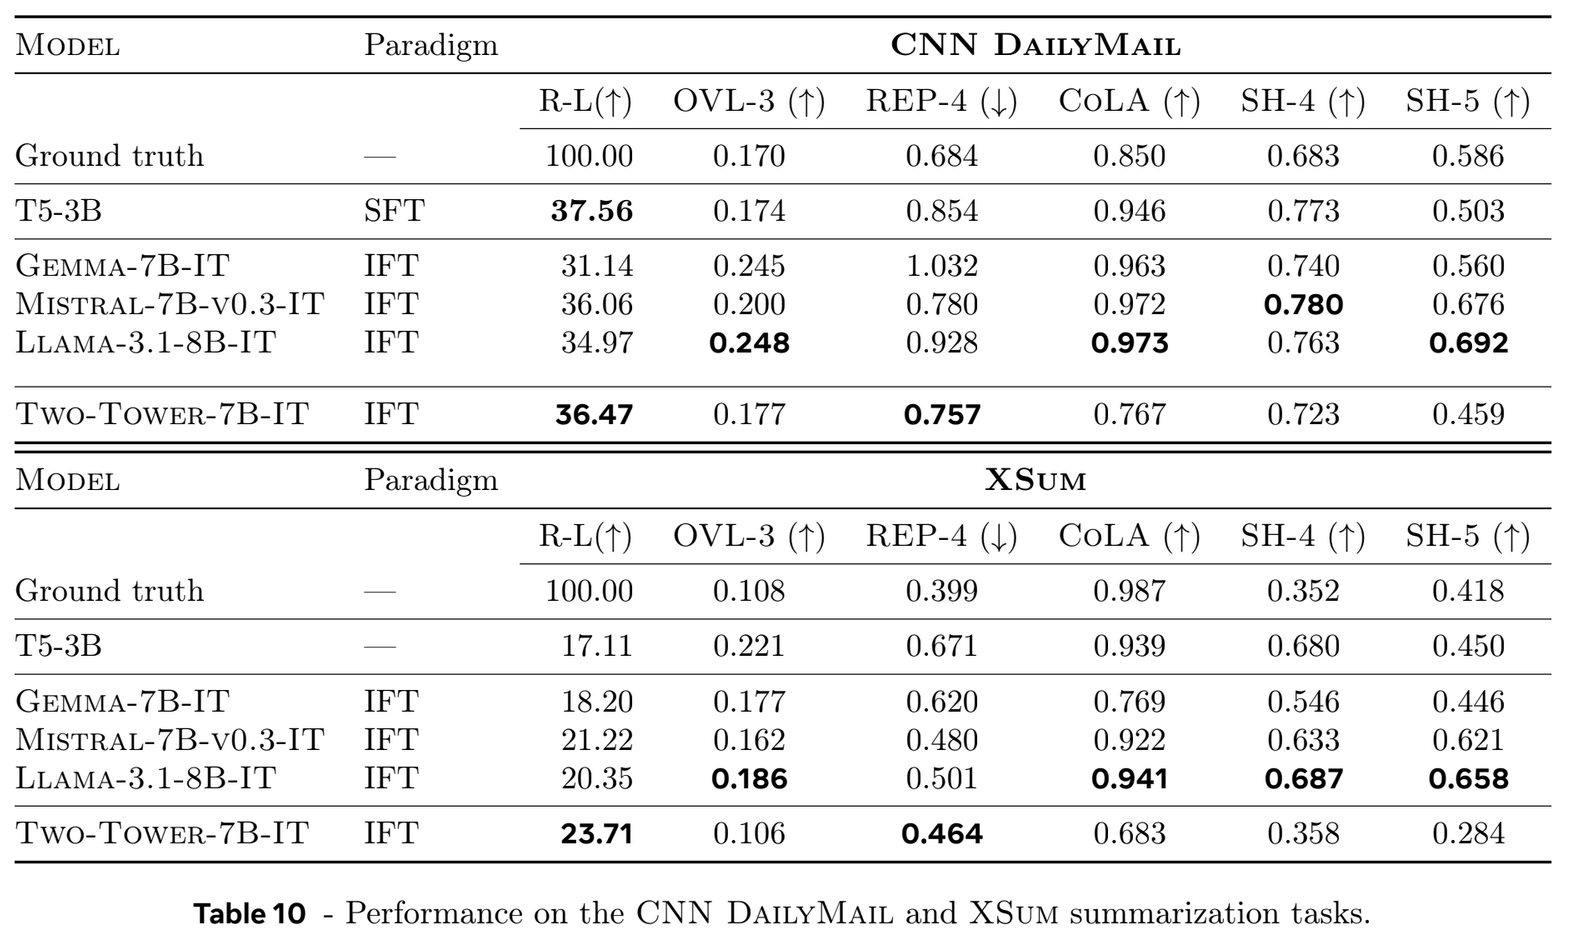 MODEL Paradigm CNN DAILYMAIL
R-L(↑) OVL-3 (↑) REP-4 (↓) COLA (↑) SH-4 (↑) SH-5 (↑)
Ground truth — 100.00 0.170 0.684 0.850 0.683 0.586
T5-3B SFT 37.56 0.174 0.854 0.946 0.773 0.503
GEMMA-7B-IT IFT 31.14 0.245 1.032 0.963 0.740 0.560
MISTRAL-7B-V0.3-IT IFT 36.06 0.200 0.780 0.972 0.780 0.676
LLAMA-3.1-8B-IT IFT 34.97 0.248 0.928 0.973 0.763 0.692
TWO-TOWER-7B-IT IFT 36.47 0.177 0.757 0.767 0.723 0.459
MODEL Paradigm XSUM
R-L(↑) OVL-3 (↑) REP-4 (↓) COLA (↑) SH-4 (↑) SH-5 (↑)
Ground truth — 100.00 0.108 0.399 0.987 0.352 0.418
T5-3B — 17.11 0.221 0.671 0.939 0.680 0.450
GEMMA-7B-IT IFT 18.20 0.177 0.620 0.769 0.546 0.446
MISTRAL-7B-V0.3-IT IFT 21.22 0.162 0.480 0.922 0.633 0.621
LLAMA-3.1-8B-IT IFT 20.35 0.186 0.501 0.941 0.687 0.658
TWO-TOWER-7B-IT IFT 23.71 0.106 0.464 0.683 0.358 0.284
Table 10 - Performance on the CNN DAILYMAIL and XSUM summarization tasks.